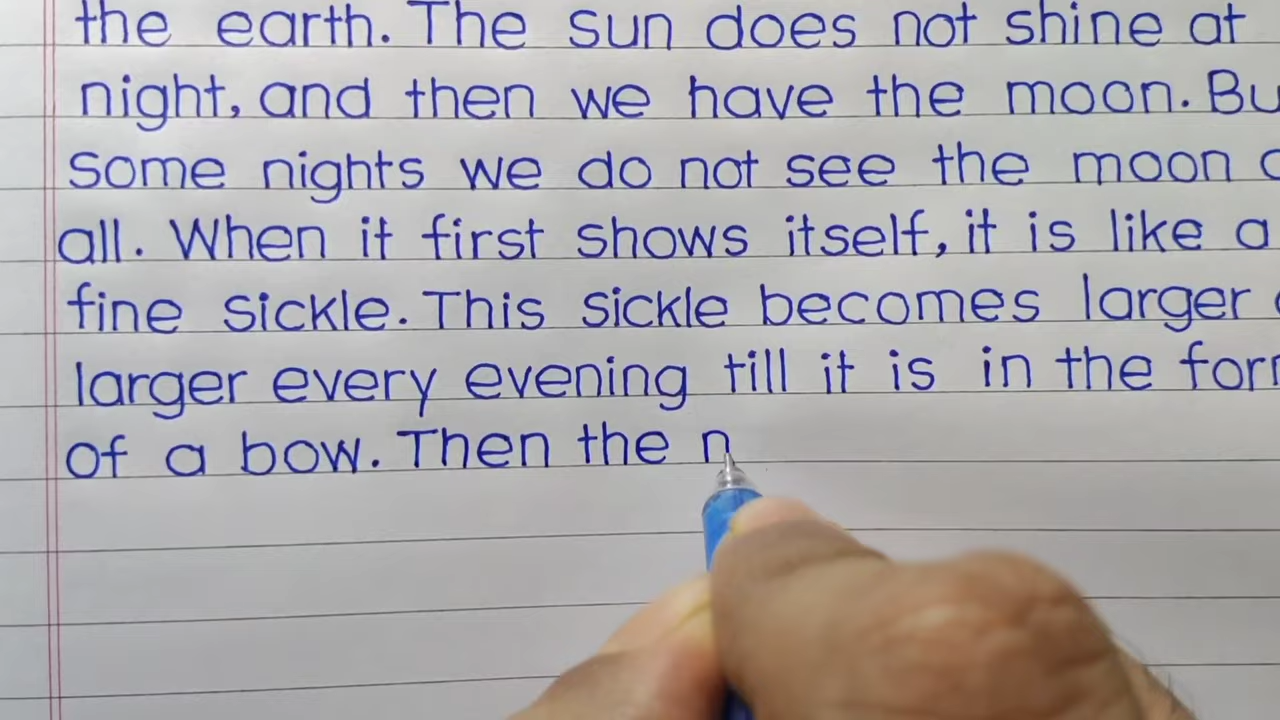 the earth. The sun does not shine at
night, and then we have the moon. Bu
some nights we do not see the moon
all. When it first shows itself, it is like a
fine sickle. This sickle becomes larger
larger every evening till it is in the for
of a bow. Then the n